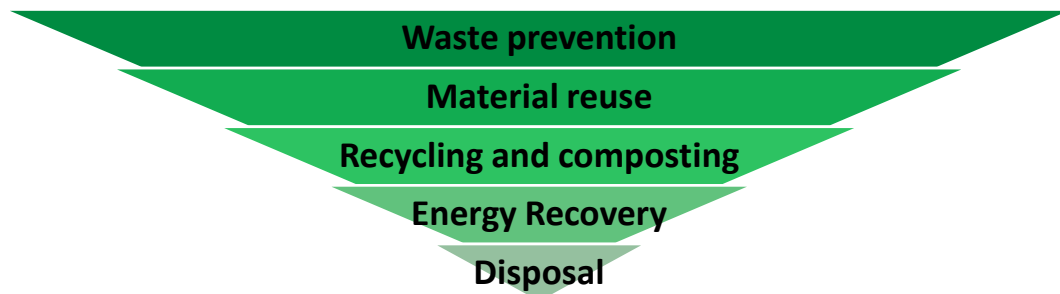 Waste prevention
Material reuse
Recycling and composting
Energy Recovery
Disposal